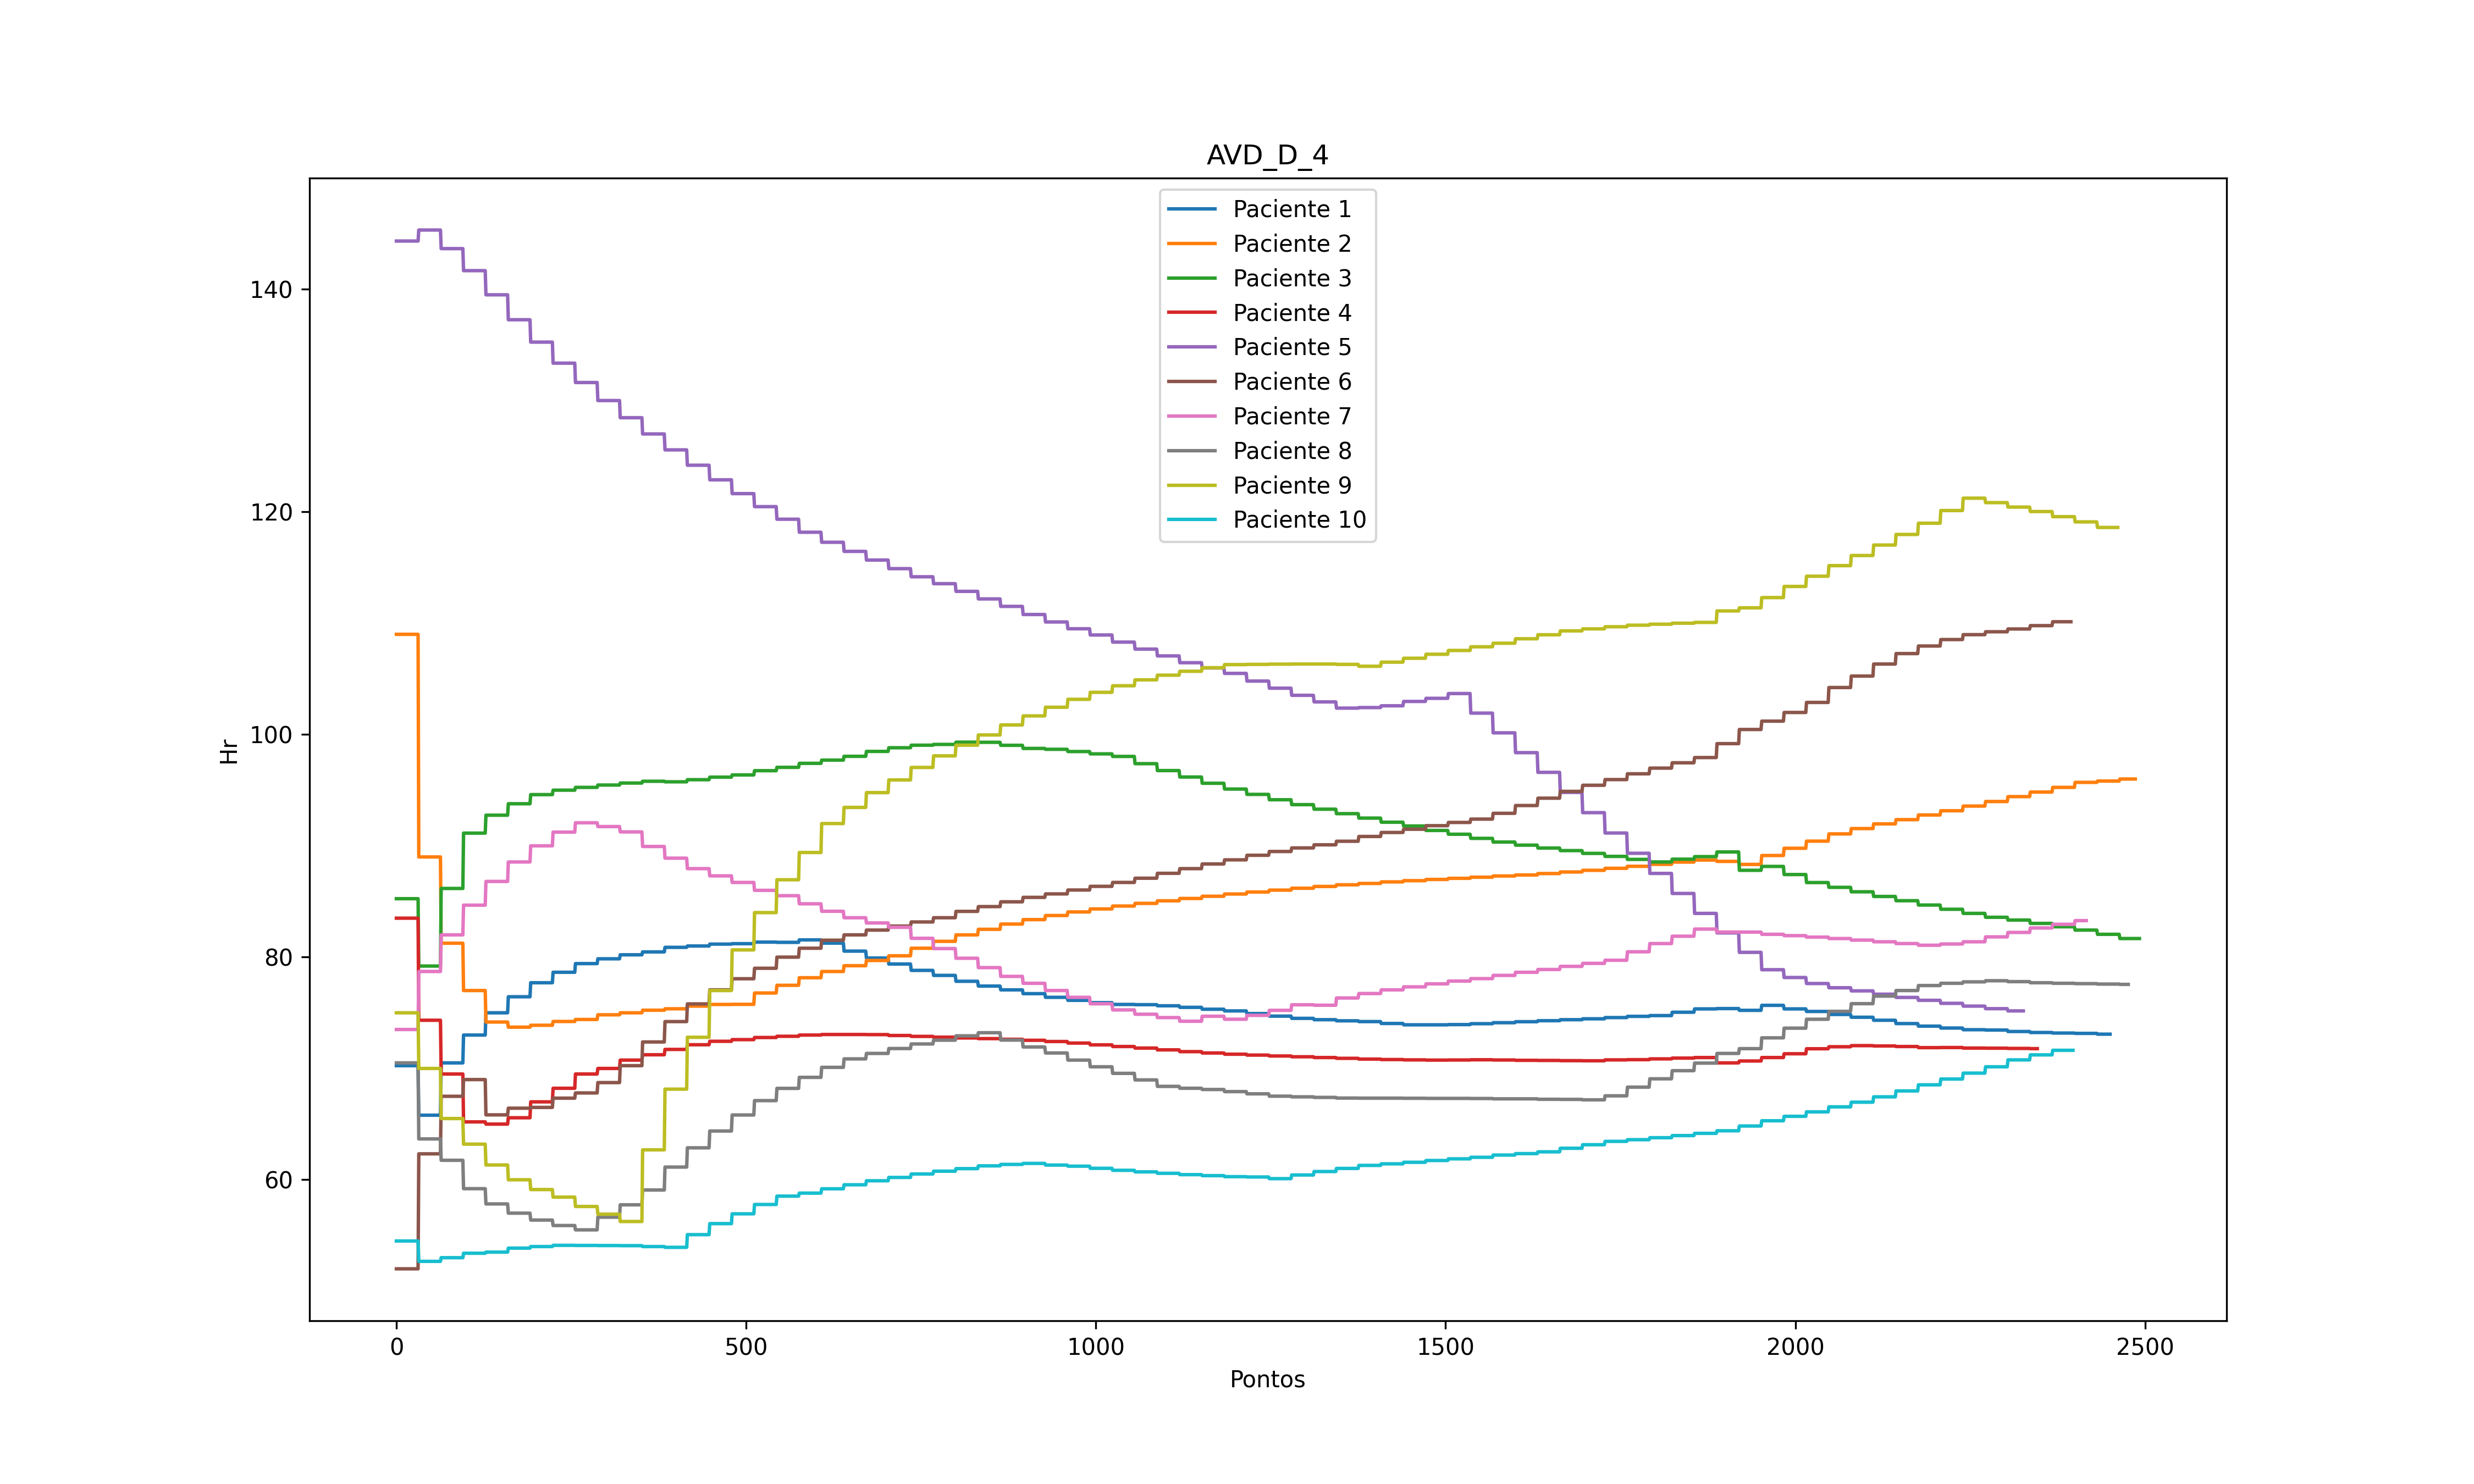 AVD_D_4
Paciente 1
Paciente 2
Paciente 3
Paciente 4
Paciente 5
Paciente 6
Paciente 7
Paciente 8
Paciente 9
Paciente 10
Hr
140
120
100
80
60
0 500 1000 1500 2000 2500
Pontos